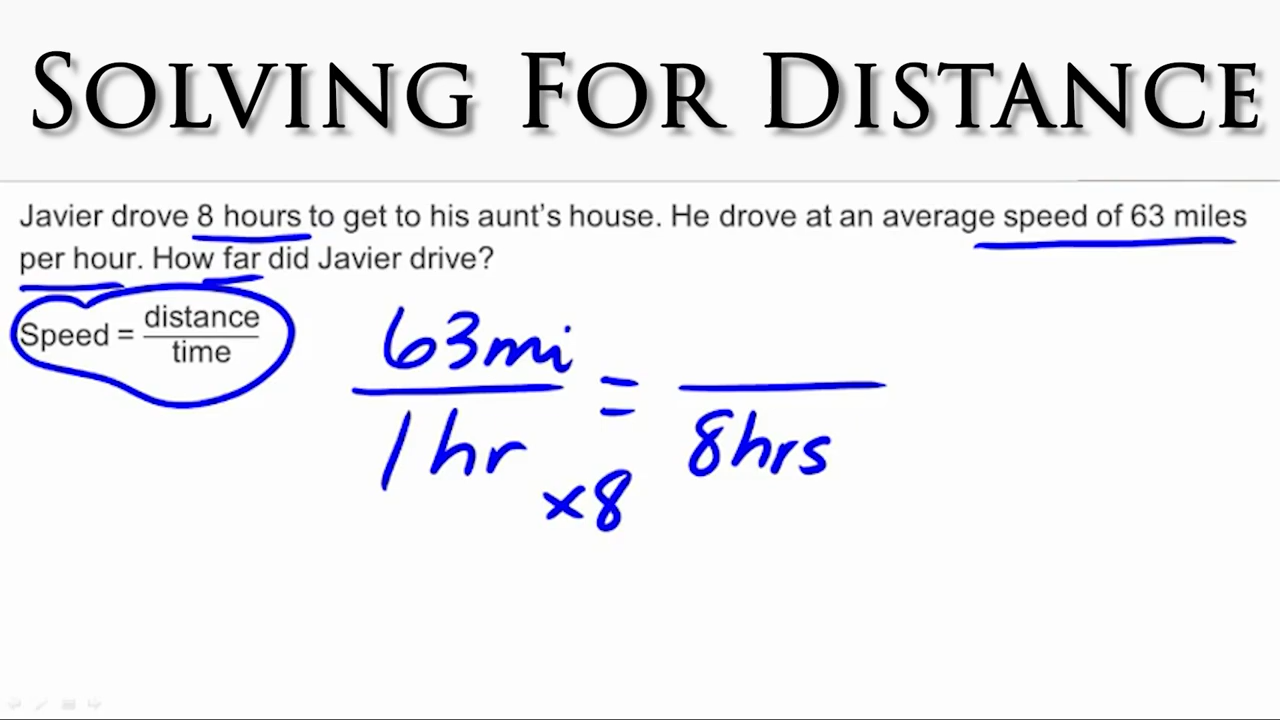 SOLVING FOR DISTANCE
Javier drove 8 hours to get to his aunt's house. He drove at an average speed of 63 miles
per hour. How far did Javier drive?
Speed = distance
time
63mi
1hr
=
8hrs
×8